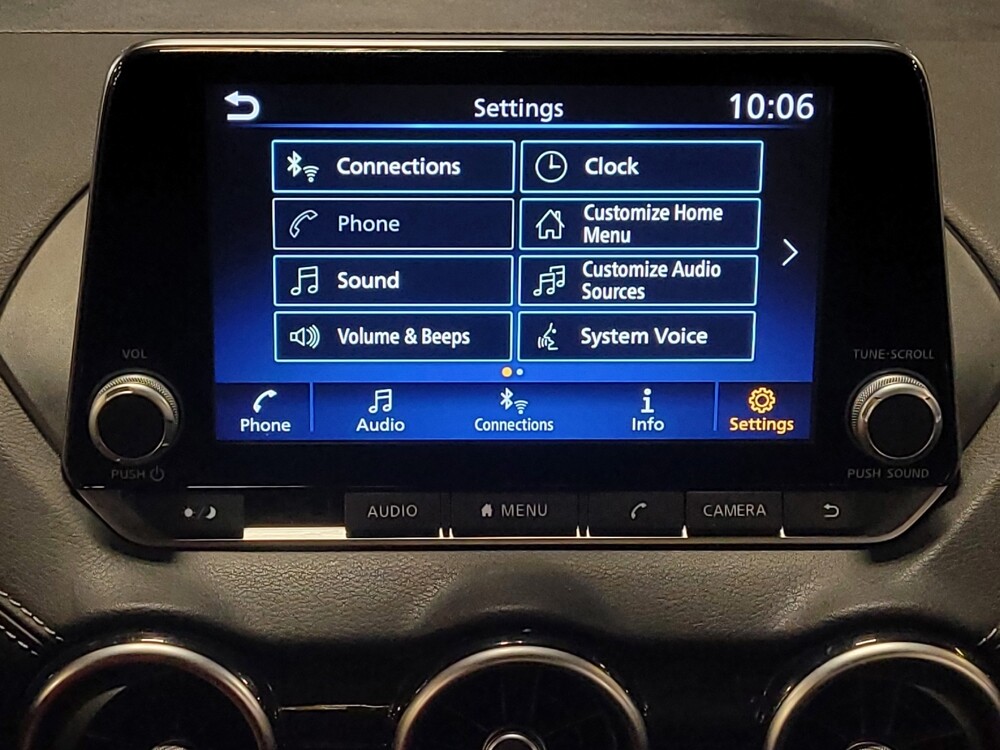 Settings
10:06
Connections
Clock
Phone
Customize Home
Menu
Sound
Customize Audio
Sources
Volume & Beeps
System Voice
Phone
Audio
Connections
Info
Settings
VOL
TUNE·SCROLL
PUSH
PUSH SOUND
AUDIO
MENU
CAMERA